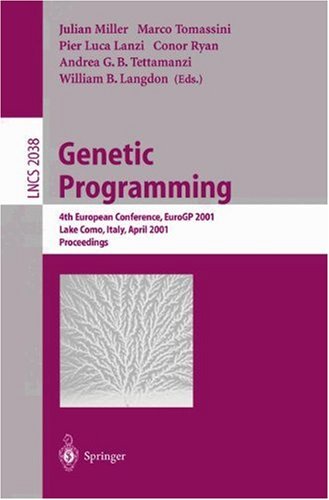 Julian Miller Marco Tomassini
Pier Luca Lanzi Conor Ryan
Andrea G. B. Tettamanzi
William B. Langdon (Eds.)
LNCS 2038
Genetic
Programming
4th European Conference, EuroGP 2001
Lake Como, Italy, April 2001
Proceedings
Springer